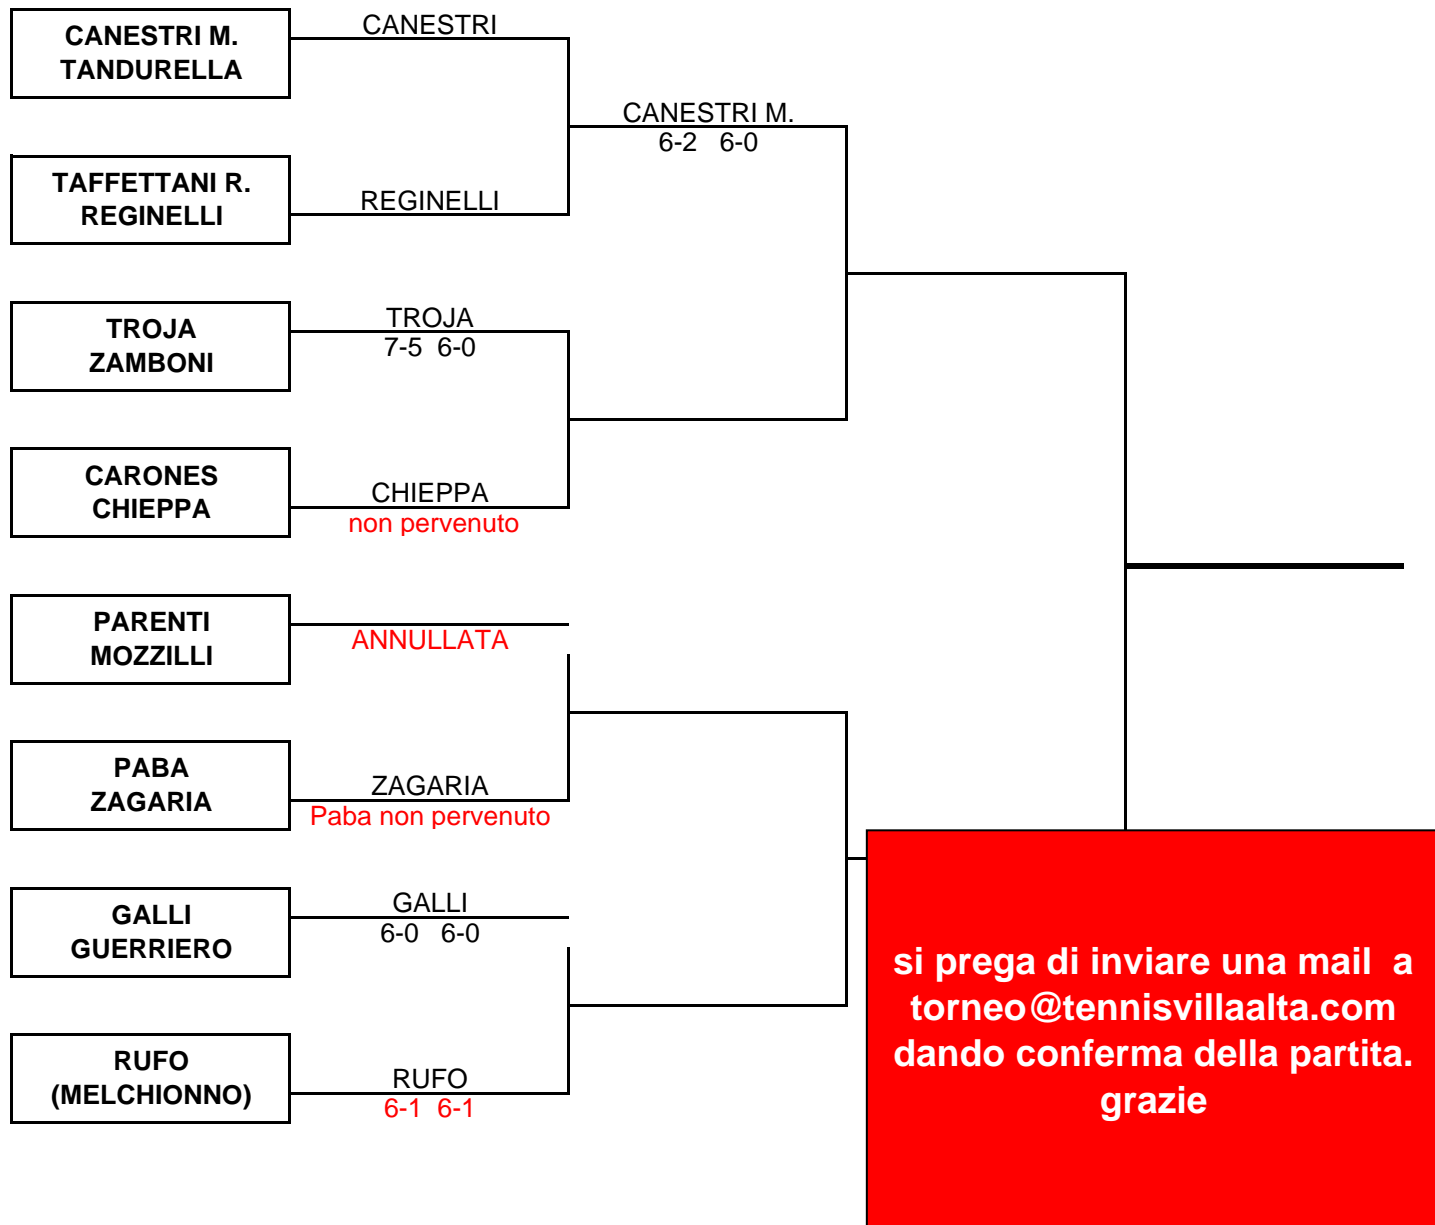 CANESTRI M.
TANDURELLA
CANESTRI
CANESTRI M.
6-2 6-0
TAFFETTANI R.
REGINELLI
REGINELLI
TROJA
ZAMBONI
TROJA
7-5 6-0
CARONES
CHIEPPA
CHIEPPA
non pervenuto
PARENTI
MOZZILLI
ANNULLATA
PABA
ZAGARIA
ZAGARIA
Paba non pervenuto
GALLI
GUERRIERO
GALLI
6-0 6-0
RUFO
(MELCHIONNO)
RUFO
6-1 6-1
si prega di inviare una mail a
torneo@tennisvillaalta.com
dando conferma della partita.
grazie